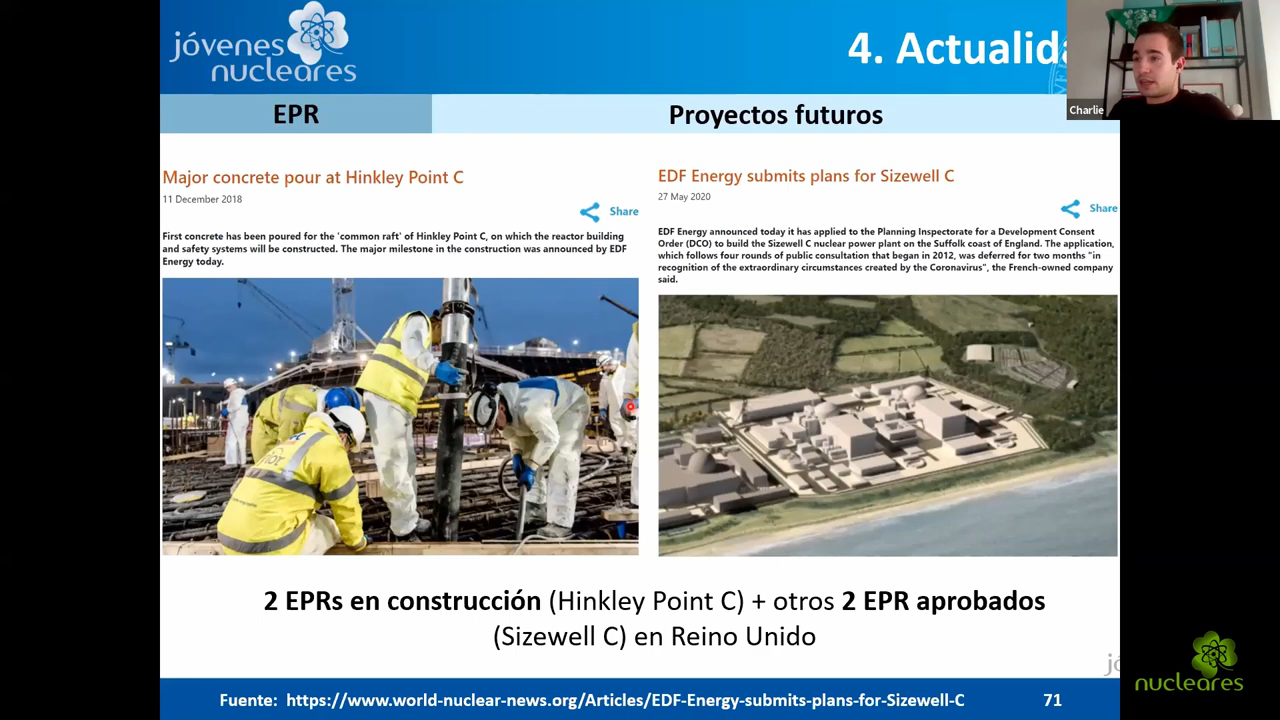 jóvenes
nucleares
4. Actualida
Charlie
EPR
Proyectos futuros
Major concrete pour at Hinkley Point C
11 December 2018
Share
First concrete has been poured for the 'common raft' of Hinkley Point C, on which the reactor building
and safety systems will be constructed. The major milestone in the construction was announced by EDF
Energy today.
EDF Energy submits plans for Sizewell C
27 May 2020
Share
EDF Energy announced today it has applied to the Planning Inspectorate for a Development Consent
Order (DCO) to build the Sizewell C nuclear power plant on the Suffolk coast of England. The application,
which follows four rounds of public consultation that began in 2012, was deferred for two months "in
recognition of the extraordinary circumstances created by the Coronavirus", the French-owned company
said.
2 EPRs en construcción (Hinkley Point C) + otros 2 EPR aprobados
(Sizewell C) en Reino Unido
Fuente: https://www.world-nuclear-news.org/Articles/EDF-Energy-submits-plans-for-Sizewell-C
71
nucleares